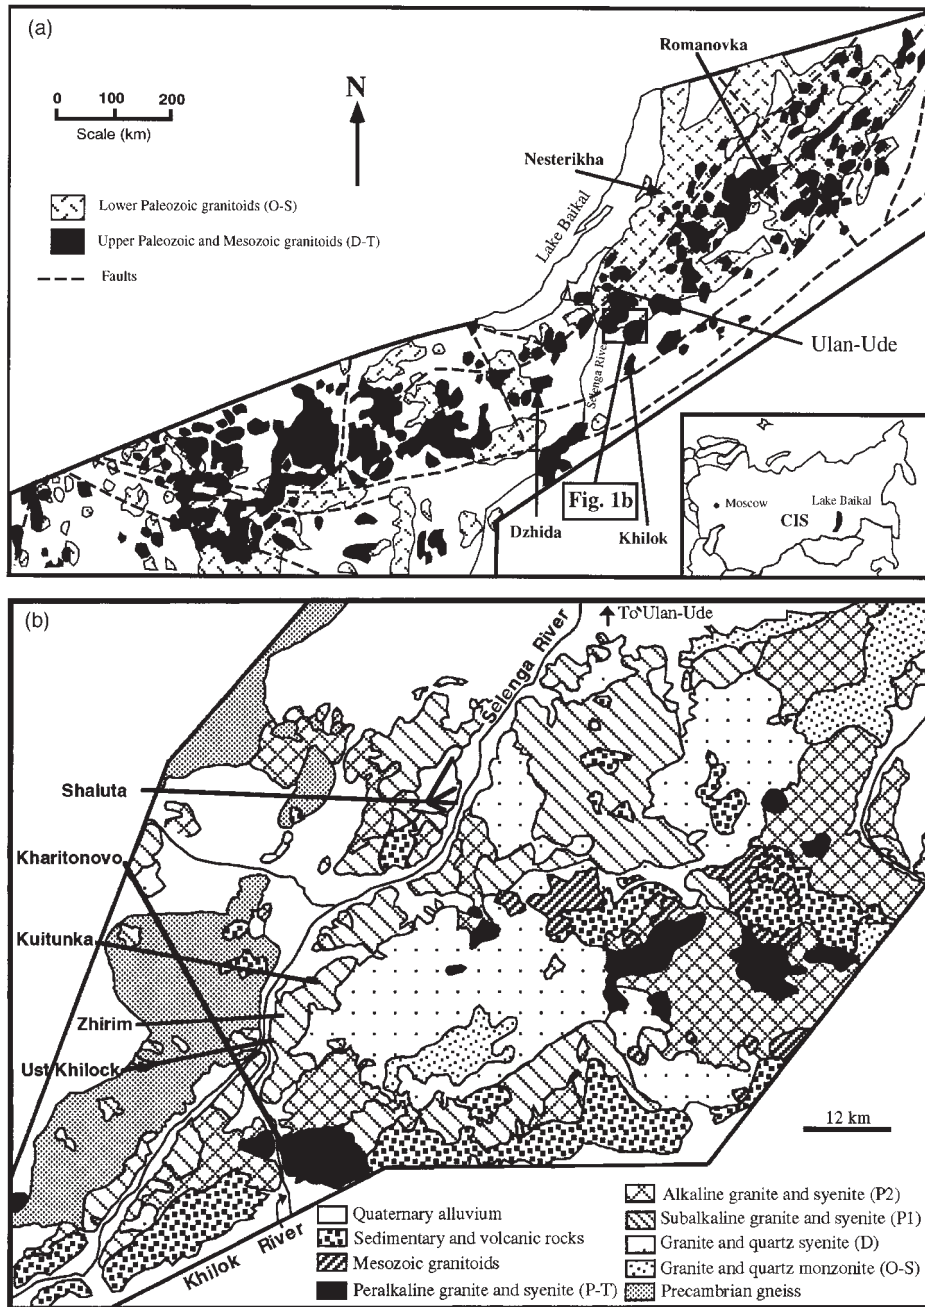 (a)
Romanovka
N
0 100 200
Scale (km)
Nesterikha
Lake Baikal
Lower Paleozoic granitoids (O-S)
Upper Paleozoic and Mesozoic granitoids (D-T)
Faults
Ulan-Ude
Selenga River
Fig. 1b
Dzhida
Khilok
Moscow
Lake Baikal
CIS
(b)
To Ulan-Ude
Selenga River
Shaluta
Kharitonovo
Kuitunka
Zhirim
Ust Khilock
12 km
Khilok River
Quaternary alluvium
Sedimentary and volcanic rocks
Mesozoic granitoids
Peralkaline granite and syenite (P-T)
Alkaline granite and syenite (P2)
Subalkaline granite and syenite (P1)
Granite and quartz syenite (D)
Granite and quartz monzonite (O-S)
Precambrian gneiss